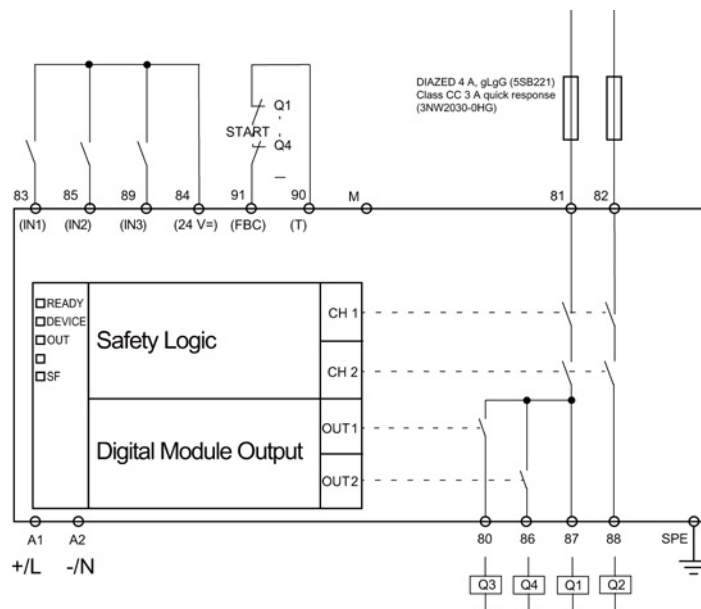 DIAZED 4 A, gLgG (5SB221)
Class CC 3 A quick response
(3NW2030-0HG)
Q1
START
Q4
83 85 89 84 91 90 M 81 82
(IN1) (IN2) (IN3) (24 V=) (FBC) (T)
READY
DEVICE
OUT
SF
Safety Logic
CH 1
CH 2
Digital Module Output
OUT1
OUT2
A1 A2 80 86 87 88 SPE
+/L -/N
Q3 Q4 Q1 Q2